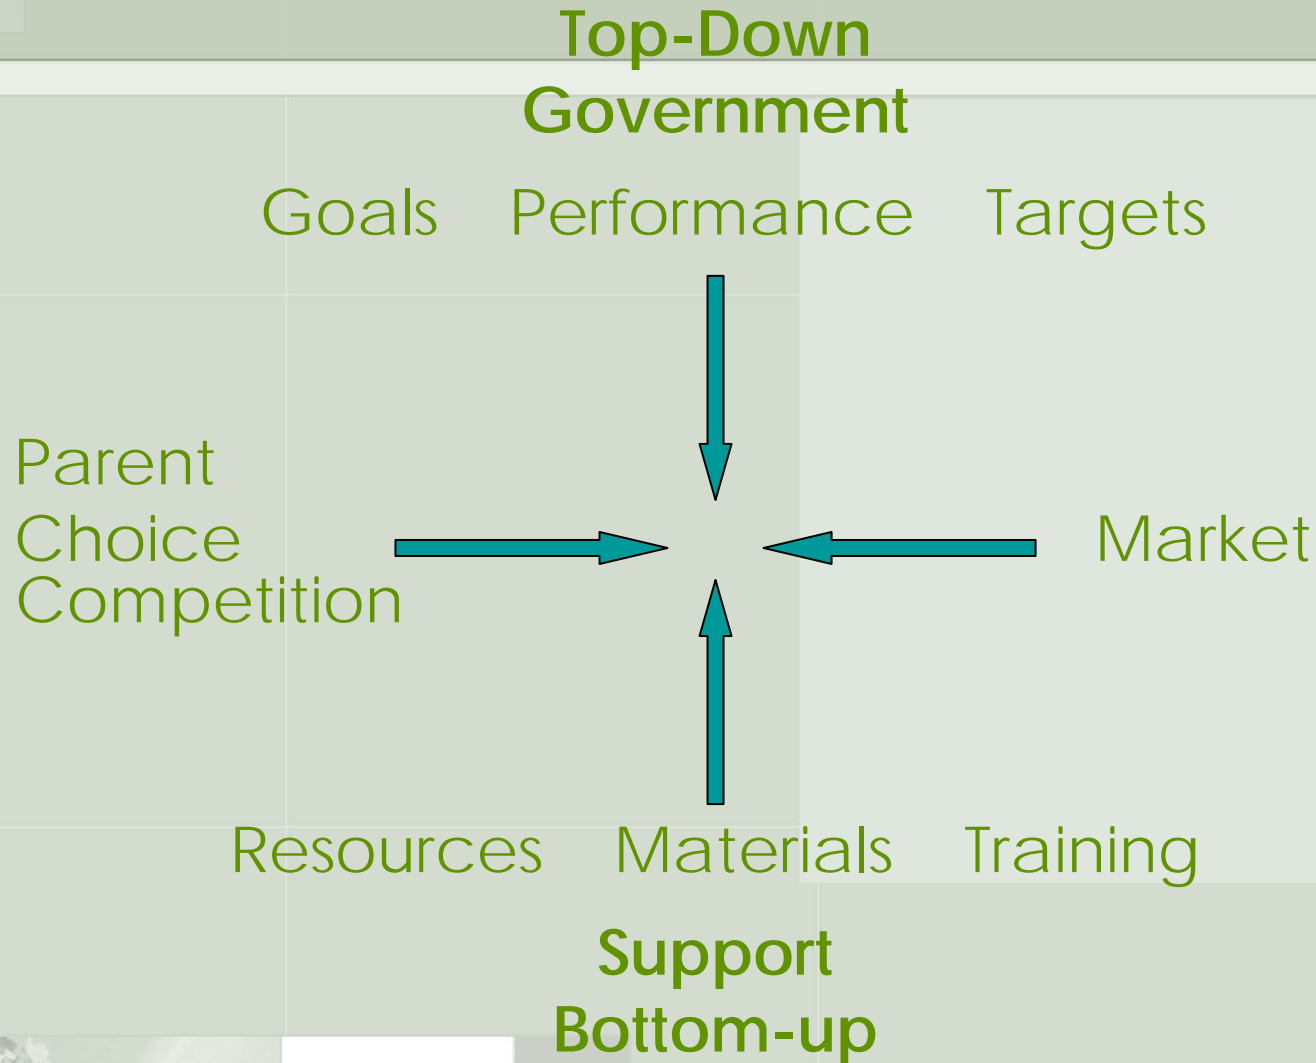 Top-Down
Government
Goals Performance Targets
Parent
Choice
Competition
Market
Resources Materials Training
Support
Bottom-up